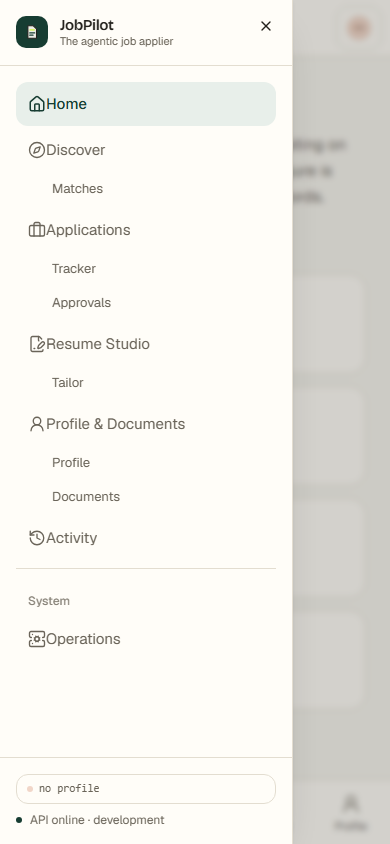 JobPilot
The agentic job applier
Home
Discover
Matches
Applications
Tracker
Approvals
Resume Studio
Tailor
Profile & Documents
Profile
Documents
Activity
System
Operations
no profile
API online · development
Profile